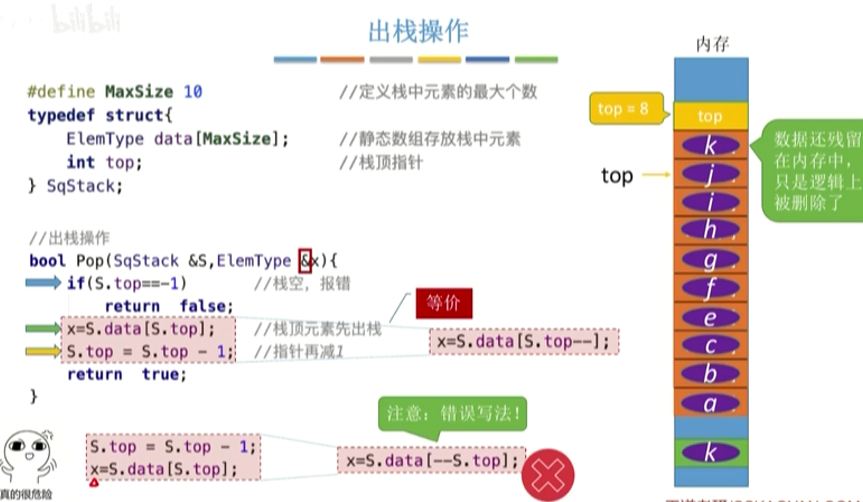 bilibili
出栈操作
#define MaxSize 10 //定义栈中元素的最大个数
typedef struct{
ElemType data[MaxSize]; //静态数组存放栈中元素
int top; //栈顶指针
} SqStack;
//出栈操作
bool Pop(SqStack &S,ElemType &x){
if(S.top==-1) //栈空，报错
return false;
x=S.data[S.top]; //栈顶元素先出栈
S.top = S.top - 1; //指针再减1
return true;
}
等价
x=S.data[S.top--];
注意：错误写法！
S.top = S.top - 1;
x=S.data[S.top];
x=S.data[--S.top];
真的很危险
内存
top = 8
top
top
k
j
i
h
g
f
e
c
b
a
k
数据还残留
在内存中，
只是逻辑上
被删除了